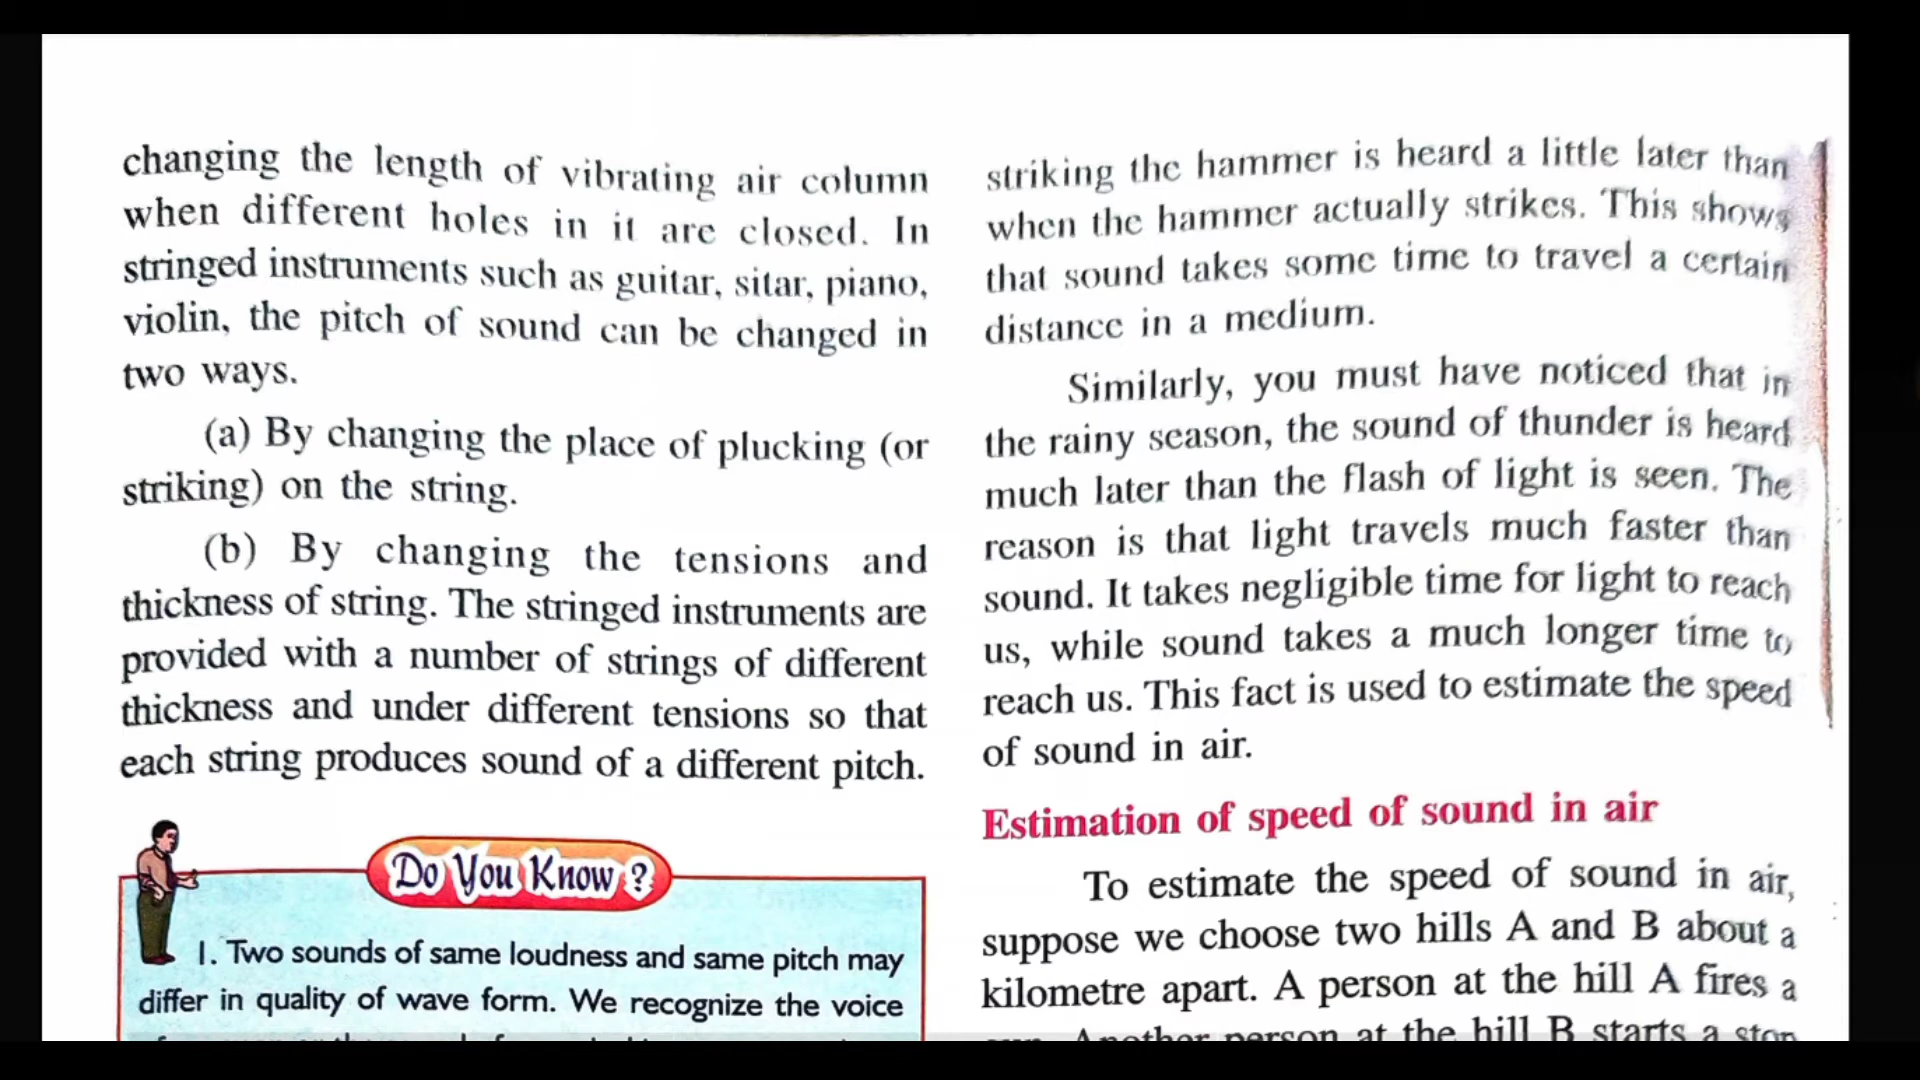 changing the length of vibrating air column
when different holes in it are closed. In
stringed instruments such as guitar, sitar, piano,
violin, the pitch of sound can be changed in
two ways.
(a) By changing the place of plucking (or
striking) on the string.
(b) By changing the tensions and
thickness of string. The stringed instruments are
provided with a number of strings of different
thickness and under different tensions so that
each string produces sound of a different pitch.
Do You Know ?
1. Two sounds of same loudness and same pitch may
differ in quality of wave form. We recognize the voice
striking the hammer is heard a little later than
when the hammer actually strikes. This shows
that sound takes some time to travel a certain
distance in a medium.
Similarly, you must have noticed that in
the rainy season, the sound of thunder is heard
much later than the flash of light is seen. The
reason is that light travels much faster than
sound. It takes negligible time for light to reach
us, while sound takes a much longer time to
reach us. This fact is used to estimate the speed
of sound in air.
Estimation of speed of sound in air
To estimate the speed of sound in air,
suppose we choose two hills A and B about a
kilometre apart. A person at the hill A fires a
Another person at the hill B starts a stop